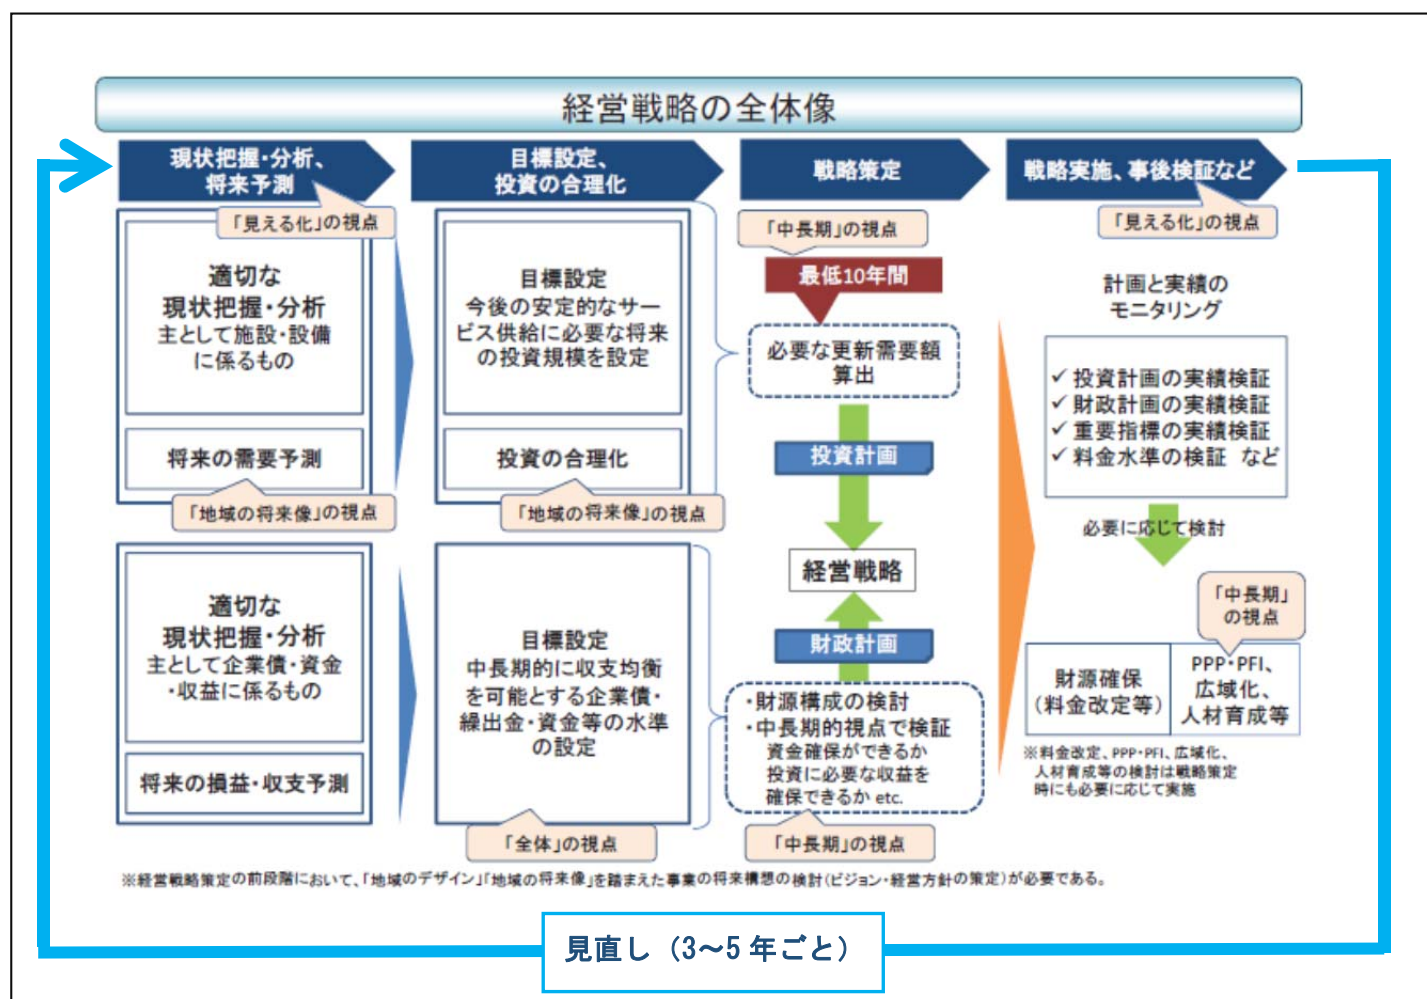 経営戦略の全体像
現状把握・分析、
将来予測
「見える化」の視点
適切な
現状把握・分析
主として施設・設備
に係るもの
将来の需要予測
「地域の将来像」の視点
適切な
現状把握・分析
主として企業債・資金
・収益に係るもの
将来の損益・収支予測
目標設定、
投資の合理化
目標設定
今後の安定的なサー
ビス供給に必要な将来
の投資規模を設定
投資の合理化
「地域の将来像」の視点
目標設定
中長期的に収支均衡
を可能とする企業債・
繰出金・資金等の水準
の設定
「全体」の視点
戦略策定
「中長期」の視点
最低10年間
必要な更新需要額
算出
投資計画
経営戦略
財政計画
・財源構成の検討
・中長期的視点で検証
資金確保ができるか
投資に必要な収益を
確保できるか etc.
「中長期」の視点
戦略実施、事後検証など
「見える化」の視点
計画と実績の
モニタリング
✓ 投資計画の実績検証
✓ 財政計画の実績検証
✓ 重要指標の実績検証
✓ 料金水準の検証 など
必要に応じて検討
「中長期」
の視点
財源確保
（料金改定等）
PPP・PFI、
広域化、
人材育成等
※料金改定、PPP・PFI、広域化、
人材育成等の検討は戦略策定
時にも必要に応じて実施
※経営戦略策定の前段階において、「地域のデザイン」「地域の将来像」を踏まえた事業の将来構想の検討（ビジョン・経営方針の策定）が必要である。
見直し（3～5 年ごと）